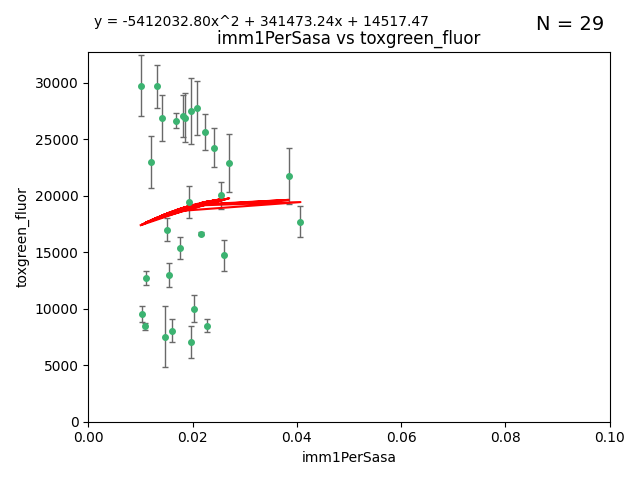 y = -5412032.80x^2 + 341473.24x + 14517.47
N = 29
imm1PerSasa vs toxgreen_fluor
30000
25000
20000
15000
10000
5000
0
toxgreen_fluor
0.00 0.02 0.04 0.06 0.08 0.10
imm1PerSasa